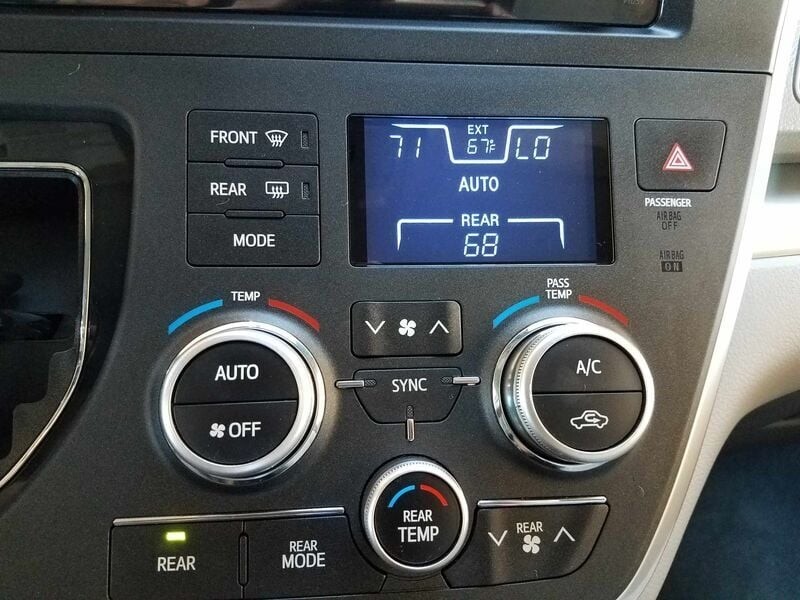 FRONT
REAR
MODE
71 EXT 67°F LO
AUTO
REAR
68
PASSENGER
AIR BAG
OFF
AIR BAG
ON
TEMP
PASS
TEMP
AUTO
OFF
SYNC
A/C
REAR
REAR
MODE
REAR
TEMP
REAR